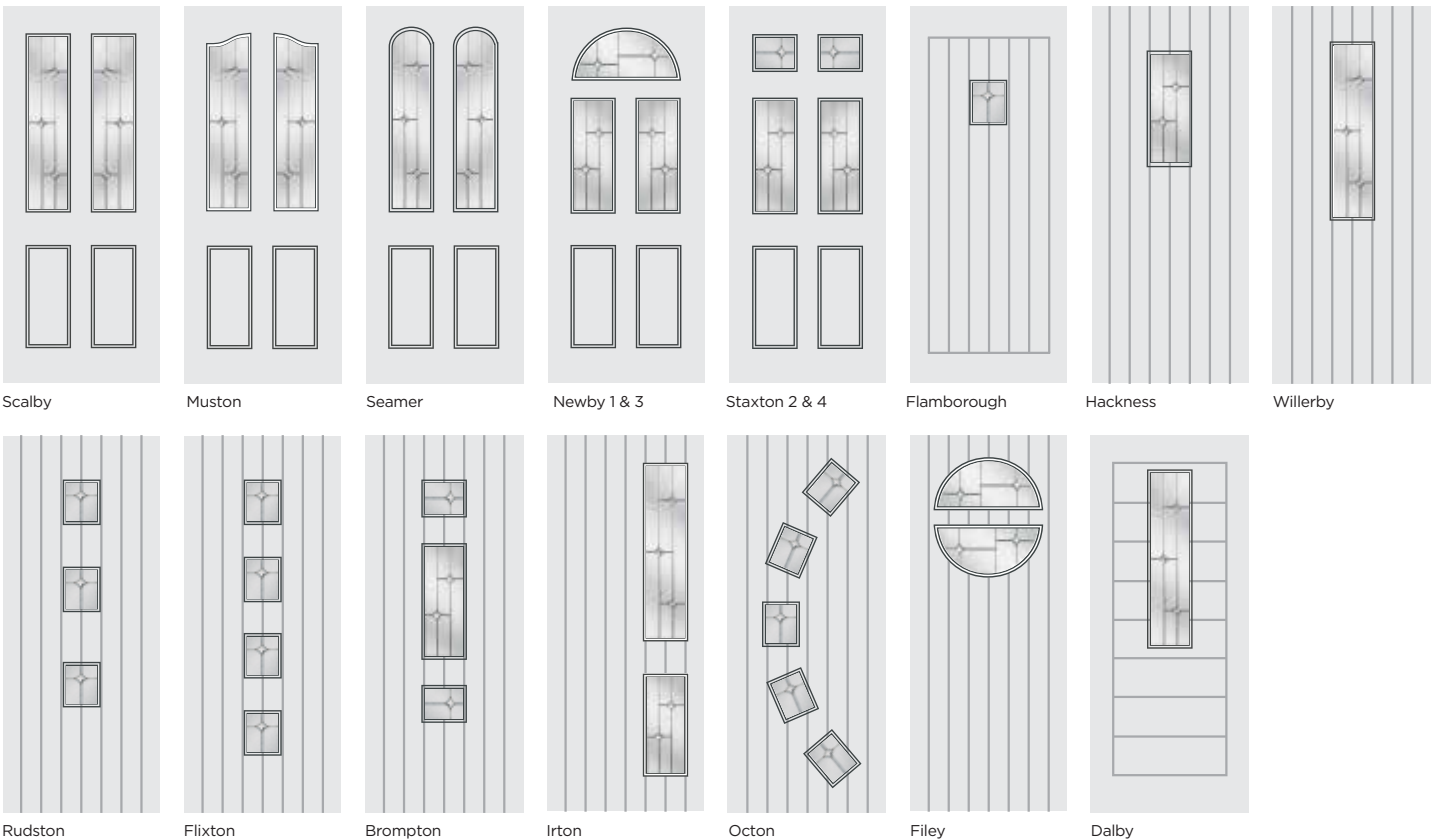 Scalby
Muston
Seamer
Newby 1 & 3
Staxton 2 & 4
Flamborough
Hackness
Willerby
Rudston
Flixton
Brompton
Irton
Octon
Filey
Dalby